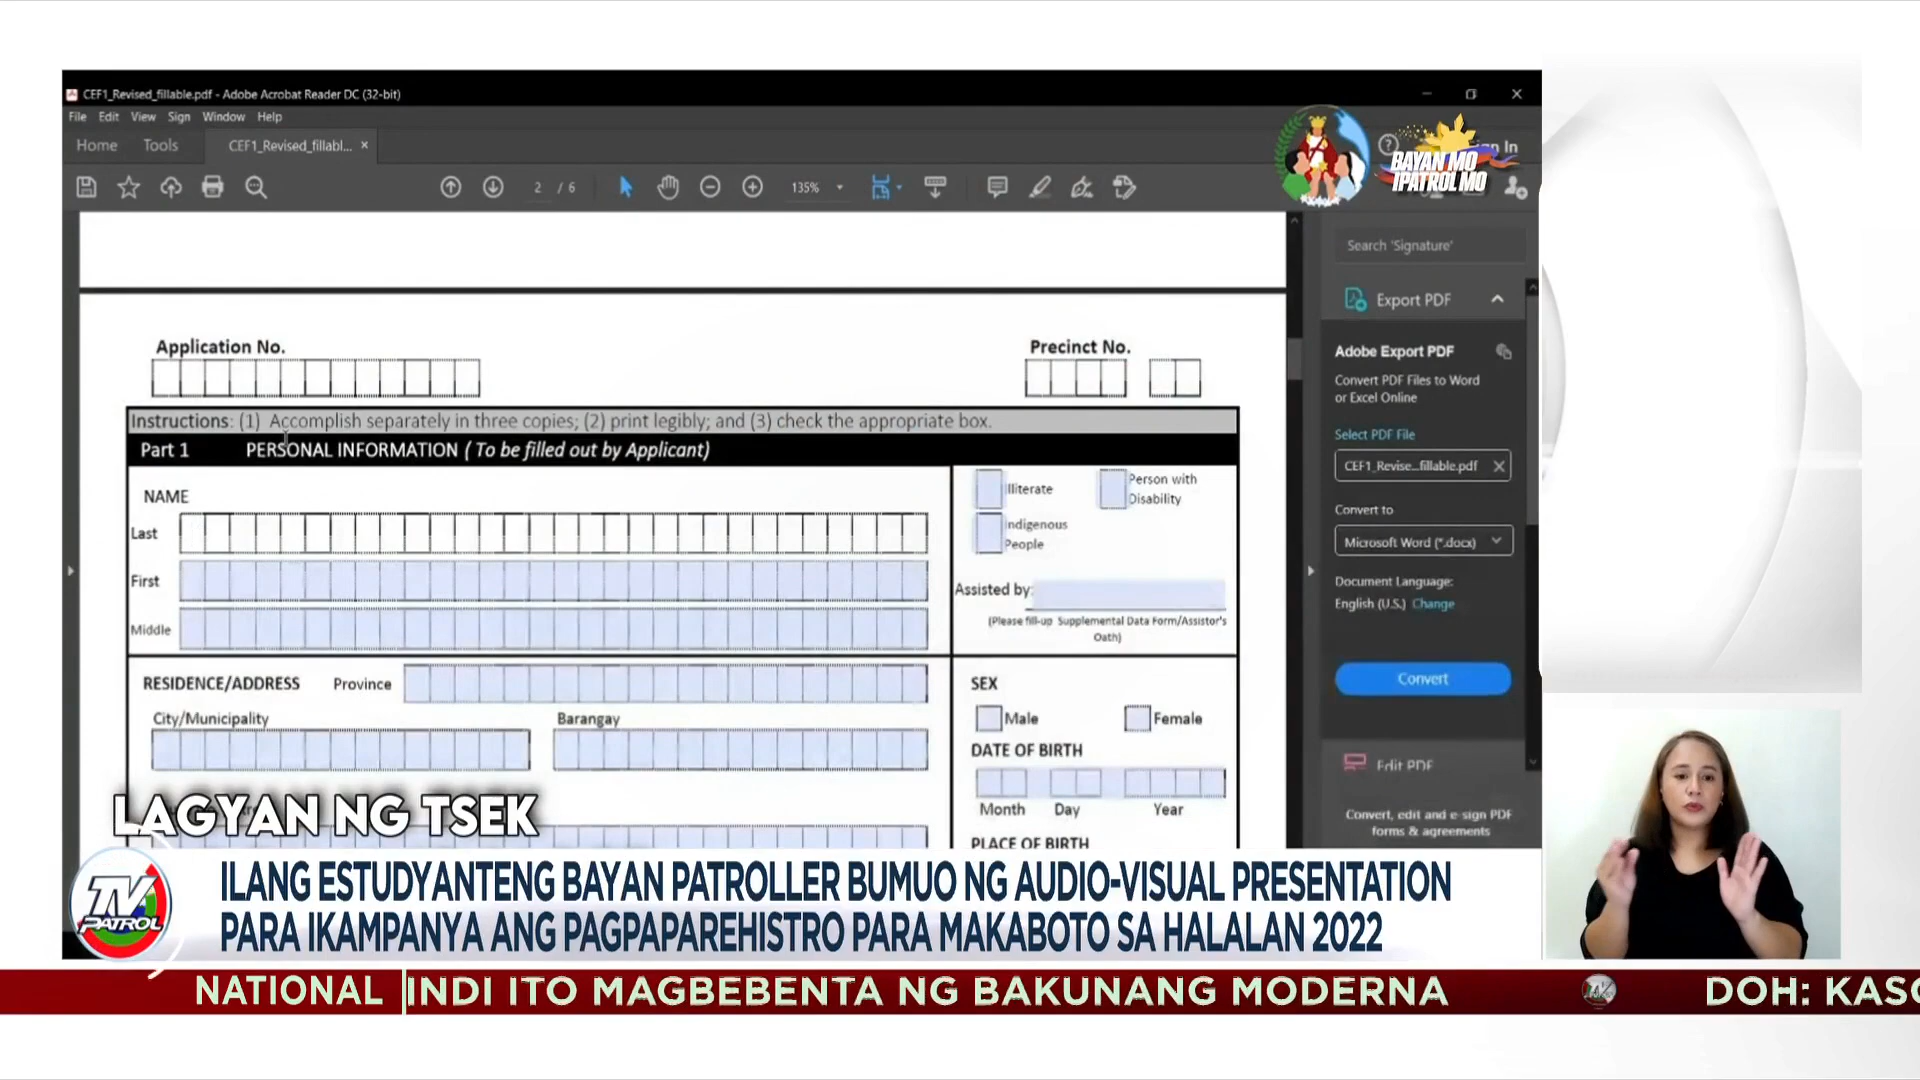 CEF1_Revised_fillable.pdf - Adobe Acrobat Reader DC (32-bit)
File Edit View Sign Window Help
Home Tools CEF1_Revised_fillabl... ×
In
BAYAN MO
IPATROL MO
2 / 6 135%
Search 'Signature'
Export PDF
Adobe Export PDF
Convert PDF Files to Word
or Excel Online
Select PDF File
CEF1_Revise...fillable.pdf
Convert to
Microsoft Word (*.docx)
Document Language:
English (U.S.) Change
Convert
Edit PDF
Convert, edit and e-sign PDF
forms & agreements
Application No. Precinct No.
Instructions: (1) Accomplish separately in three copies; (2) print legibly; and (3) check the appropriate box.
Part 1 PERSONAL INFORMATION ( To be filled out by Applicant)
NAME
Last
First
Middle
Illiterate
Person with
Disability
Indigenous
People
Assisted by:
(Please fill-up Supplemental Data Form/Assistor's
Oath)
RESIDENCE/ADDRESS Province
City/Municipality Barangay
SEX
Male Female
DATE OF BIRTH
Month Day Year
PLACE OF BIRTH
LAGYAN NG TSEK
TV
PATROL
ILANG ESTUDYANTENG BAYAN PATROLLER BUMUO NG AUDIO-VISUAL PRESENTATION
PARA IKAMPANYA ANG PAGPAPAREHISTRO PARA MAKABOTO SA HALALAN 2022
NATIONAL INDI ITO MAGBEBENTA NG BAKUNANG MODERNA DOH: KASO